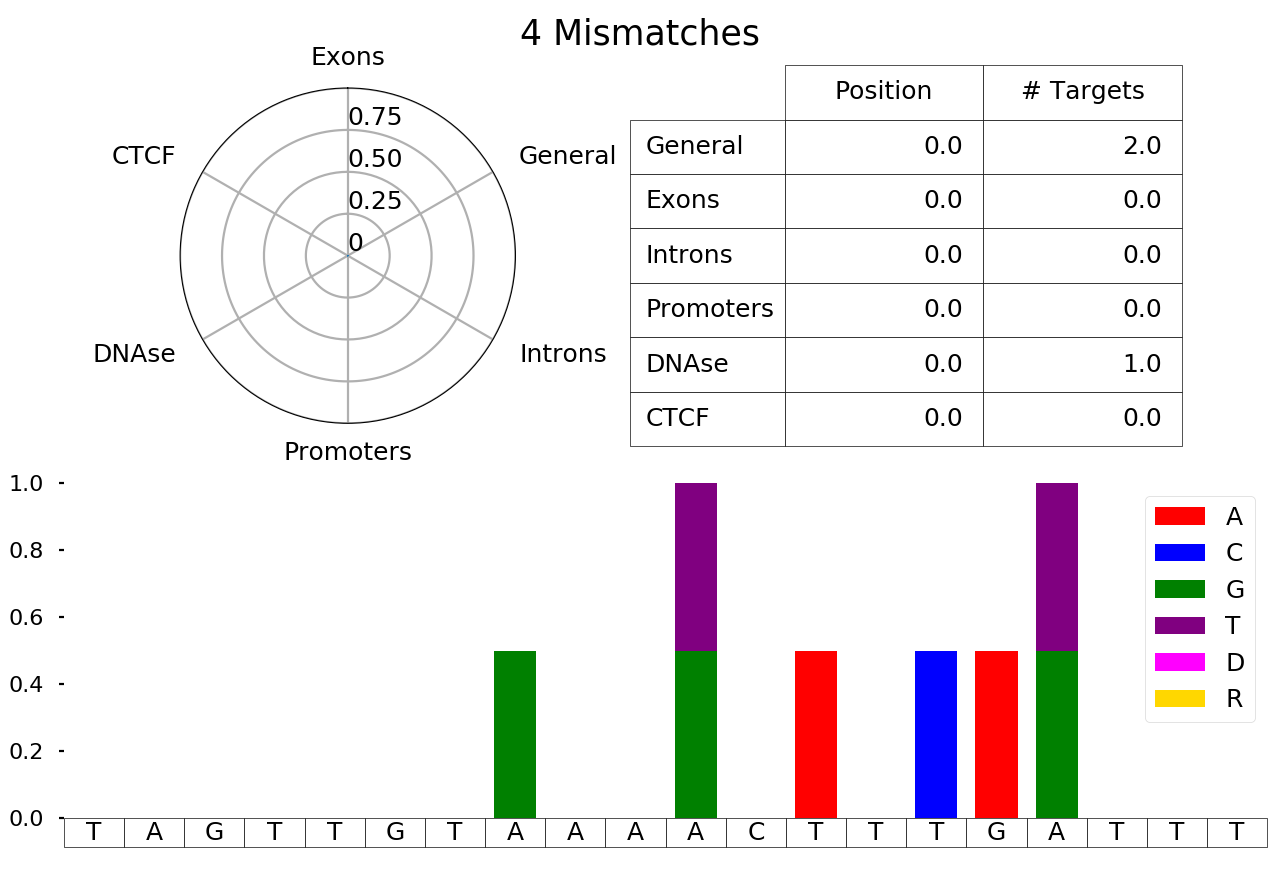 4 Mismatches
Exons
General
CTCF
DNAse
Introns
Promoters
0.75
0.50
0.25
0
Position # Targets
General 0.0 2.0
Exons 0.0 0.0
Introns 0.0 0.0
Promoters 0.0 0.0
DNAse 0.0 1.0
CTCF 0.0 0.0
1.0
0.8
0.6
0.4
0.2
0.0
A
C
G
T
D
R
T A G T T G T A A A A C T T T G A T T T